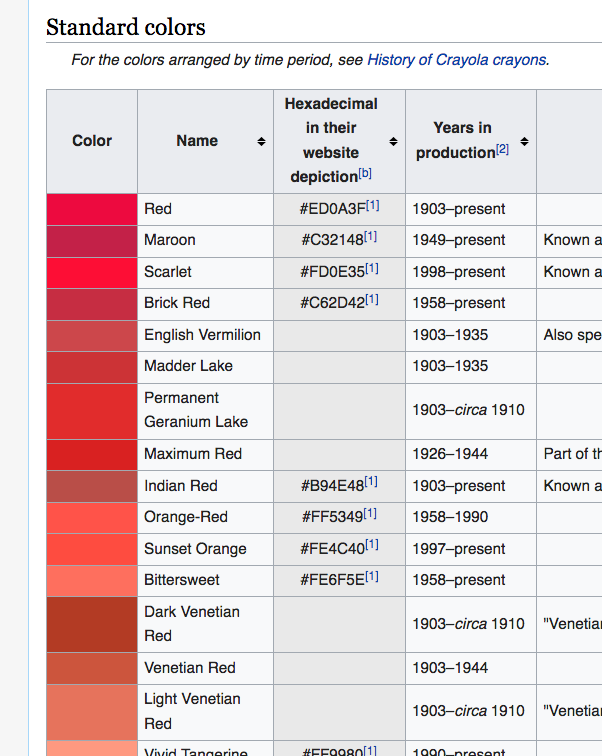 Standard colors
For the colors arranged by time period, see History of Crayola crayons.
Color Name Hexadecimal in their website depiction[b] Years in production[2]
Red #ED0A3F[1] 1903–present
Maroon #C32148[1] 1949–present Known a
Scarlet #FD0E35[1] 1998–present Known a
Brick Red #C62D42[1] 1958–present
English Vermilion 1903–1935 Also spe
Madder Lake 1903–1935
Permanent Geranium Lake 1903–circa 1910
Maximum Red 1926–1944 Part of th
Indian Red #B94E48[1] 1903–present Known a
Orange-Red #FF5349[1] 1958–1990
Sunset Orange #FE4C40[1] 1997–present
Bittersweet #FE6F5E[1] 1958–present
Dark Venetian Red 1903–circa 1910 "Venetia
Venetian Red 1903–1944
Light Venetian Red 1903–circa 1910 "Venetia
Vivid Tangerine #FF9980[1] 1990–present